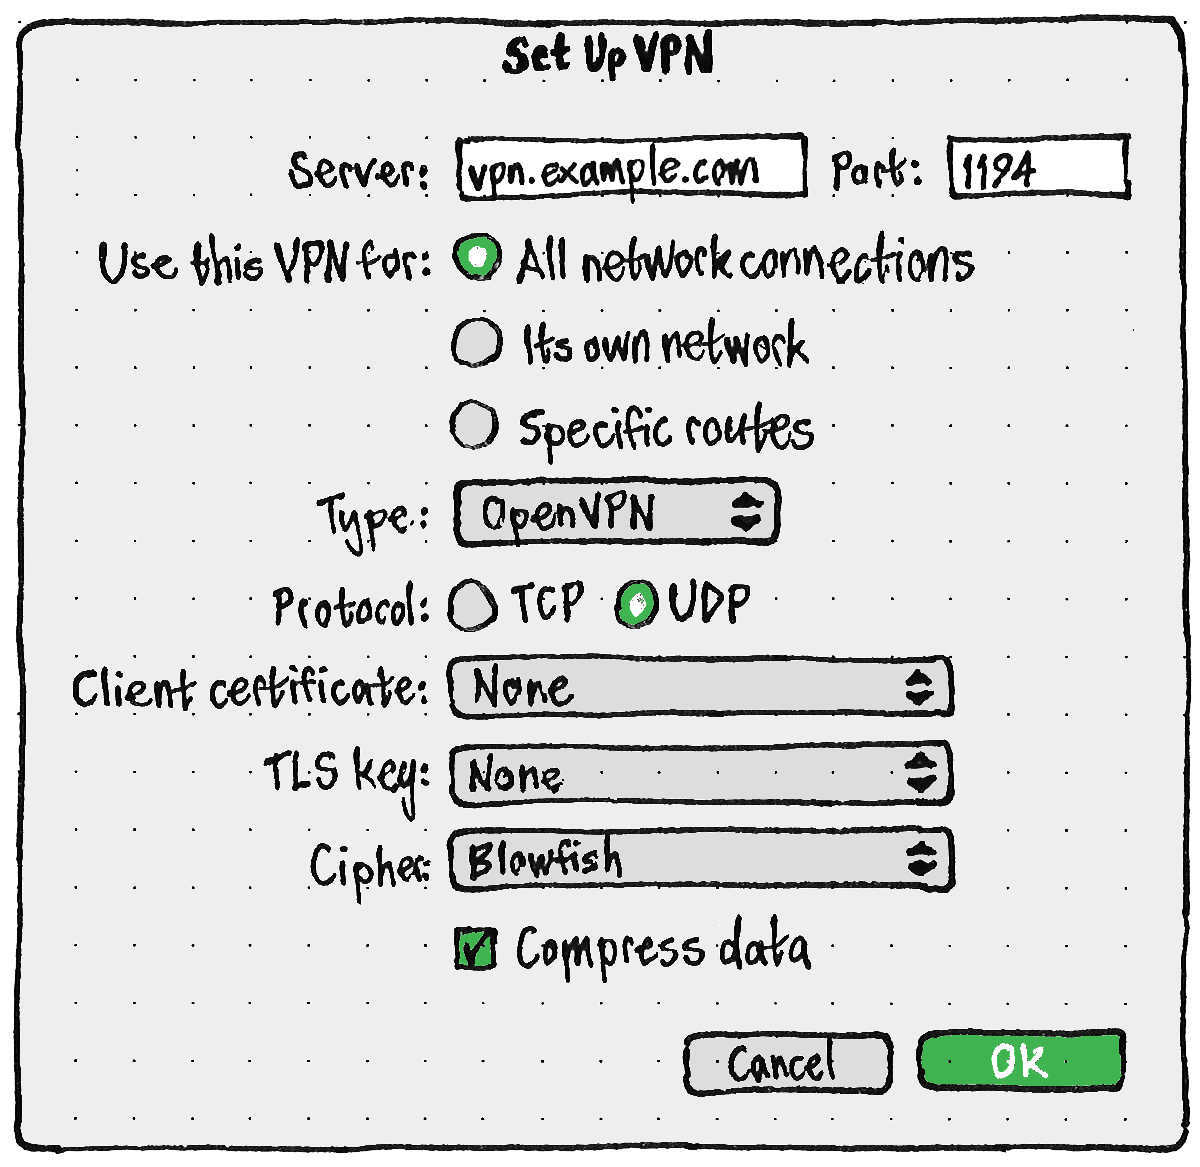 Set Up VPN
Server: vpn.example.com Port: 1194
Use this VPN for: All network connections
Its own network
Specific routes
Type: OpenVPN
Protocol: TCP UDP
Client certificate: None
TLS key: None
Cipher: Blowfish
Compress data
Cancel OK